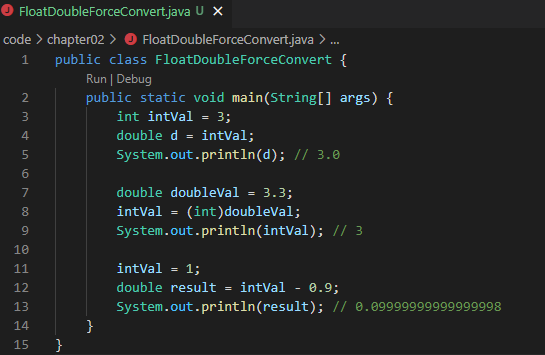 FloatDoubleForceConvert.java U ×
code > chapter02 > FloatDoubleForceConvert.java > ...
1 public class FloatDoubleForceConvert {
Run | Debug
2 public static void main(String[] args) {
3 int intVal = 3;
4 double d = intVal;
5 System.out.println(d); // 3.0
6
7 double doubleVal = 3.3;
8 intVal = (int)doubleVal;
9 System.out.println(intVal); // 3
10
11 intVal = 1;
12 double result = intVal - 0.9;
13 System.out.println(result); // 0.09999999999999998
14 }
15 }